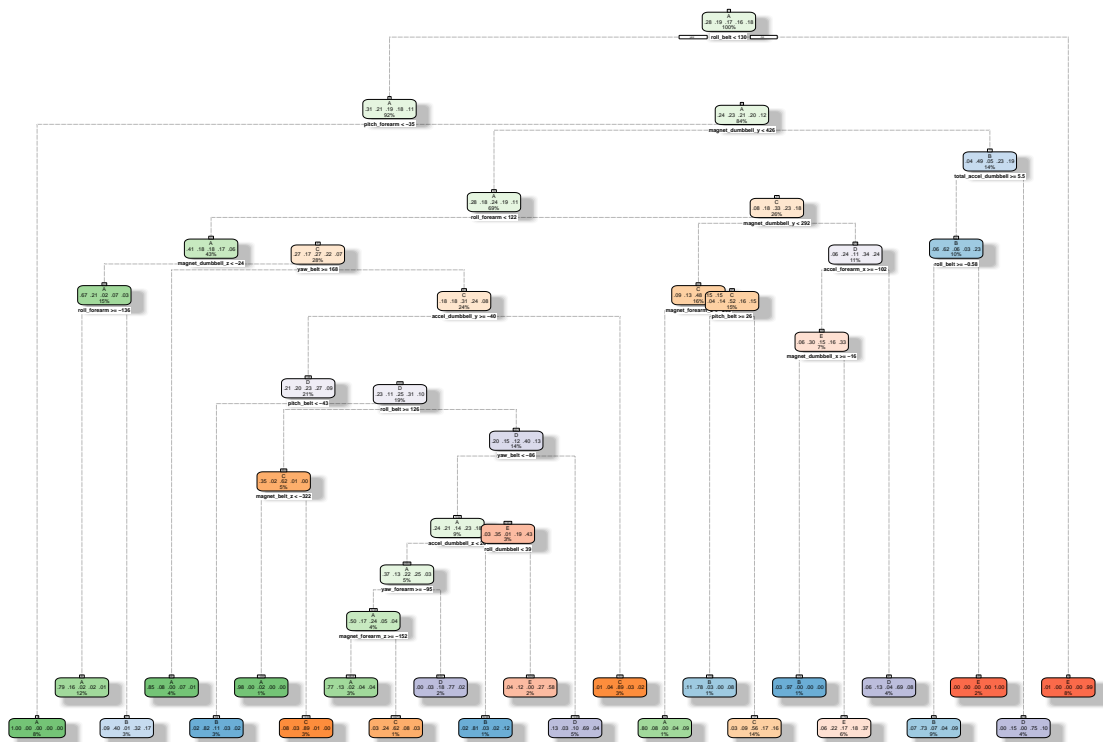 A
.28 .19 .17 .16 .18
100%
roll_belt < 130
A
.31 .21 .19 .18 .11
92%
pitch_forearm < −35
A
.24 .23 .21 .20 .12
84%
magnet_dumbbell_y < 426
B
.04 .49 .05 .23 .19
14%
total_accel_dumbbell >= 5.5
A
.28 .18 .24 .19 .11
69%
roll_forearm < 122
C
.08 .18 .33 .23 .18
26%
magnet_dumbbell_y < 292
A
.41 .18 .18 .17 .06
43%
magnet_dumbbell_z < −24
C
.27 .17 .27 .22 .07
28%
yaw_belt >= 168
D
.06 .24 .11 .34 .24
11%
accel_forearm_x >= −102
B
.06 .62 .06 .03 .23
10%
roll_belt >= −0.58
A
.67 .21 .02 .07 .03
15%
roll_forearm >= −136
C
.18 .18 .31 .24 .08
24%
accel_dumbbell_y >= −40
C
.09 .13 .48 .15 .15
16%
C
.04 .14 .52 .16 .15
15%
pitch_belt >= 26
E
.06 .30 .15 .16 .33
7%
magnet_dumbbell_x >= −16
D
.21 .20 .23 .27 .09
21%
pitch_belt < −43
D
.23 .11 .25 .31 .10
19%
roll_belt >= 126
D
.20 .15 .12 .40 .13
14%
yaw_belt < −86
C
.35 .02 .62 .01 .00
5%
magnet_belt_z < −322
A
.24 .21 .14 .23 .18
9%
E
.03 .35 .01 .19 .43
3%
roll_dumbbell < 39
A
.37 .13 .22 .25 .03
5%
yaw_forearm >= −95
A
.50 .17 .24 .05 .04
4%
magnet_forearm_z >= −152
A
.79 .16 .02 .02 .01
12%
A
.85 .08 .00 .07 .01
4%
A
.98 .00 .02 .00 .00
1%
A
.77 .13 .02 .04 .04
3%
D
.00 .03 .18 .77 .02
2%
E
.04 .12 .00 .27 .58
2%
C
.01 .04 .89 .03 .02
3%
B
.11 .78 .03 .00 .08
1%
B
.03 .97 .00 .00 .00
1%
D
.06 .13 .04 .69 .08
4%
E
.00 .00 .00 .00 1.00
2%
E
.01 .00 .00 .00 .99
8%
A
1.00 .00 .00 .00 .00
8%
B
.09 .40 .01 .32 .17
3%
B
.02 .82 .11 .03 .02
3%
C
.08 .03 .89 .01 .00
3%
C
.03 .24 .62 .08 .03
1%
B
.02 .81 .03 .02 .12
1%
D
.13 .03 .10 .69 .04
5%
A
.80 .08 .00 .04 .09
1%
C
.03 .09 .56 .17 .16
14%
E
.06 .22 .17 .18 .37
6%
B
.07 .73 .07 .04 .09
9%
D
.00 .15 .00 .75 .10
4%